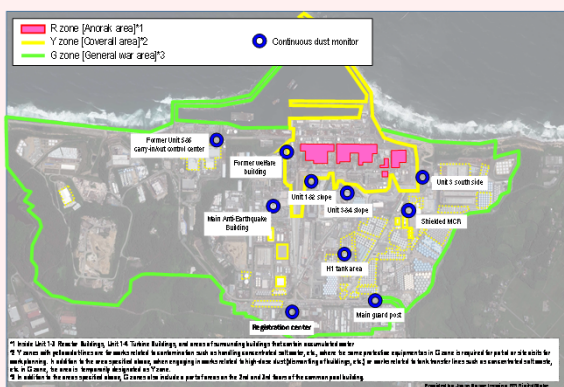 R zone [Anorak area]*1
Y zone [Coverall area]*2
G zone [General war area]*3
Continuous dust monitor
Former Unit 5-6
carry-in/out control center
Former welfare
building
Unit 1-2 slope
Unit 3-4 slope
Unit 3 south side
Main Anti-Earthquake
Building
Shielded MCR
H1 tank area
Registration center
Main guard post
*1 Inside Unit 1-3 Reactor Buildings, Unit 1-4 Turbine Buildings, and areas of surrounding buildings that contain accumulated water
*2 Y zones with yellow dotted lines are for works related to contamination such as handling concentrated salt water, etc., where the same protective equipment as in G zone is required for patrol or site visits for
work planning. In addition to the area specified above, when engaging in works related to high-dose dust (dismantling of buildings, etc.) or works related to tank transfer lines such as concentrated salt water,
etc. in G zone, the area is temporarily designated as Y zone.
*3 In addition to the areas specified above, G zone also includes parts of areas on the 2nd and 3rd floors of the common pool building.